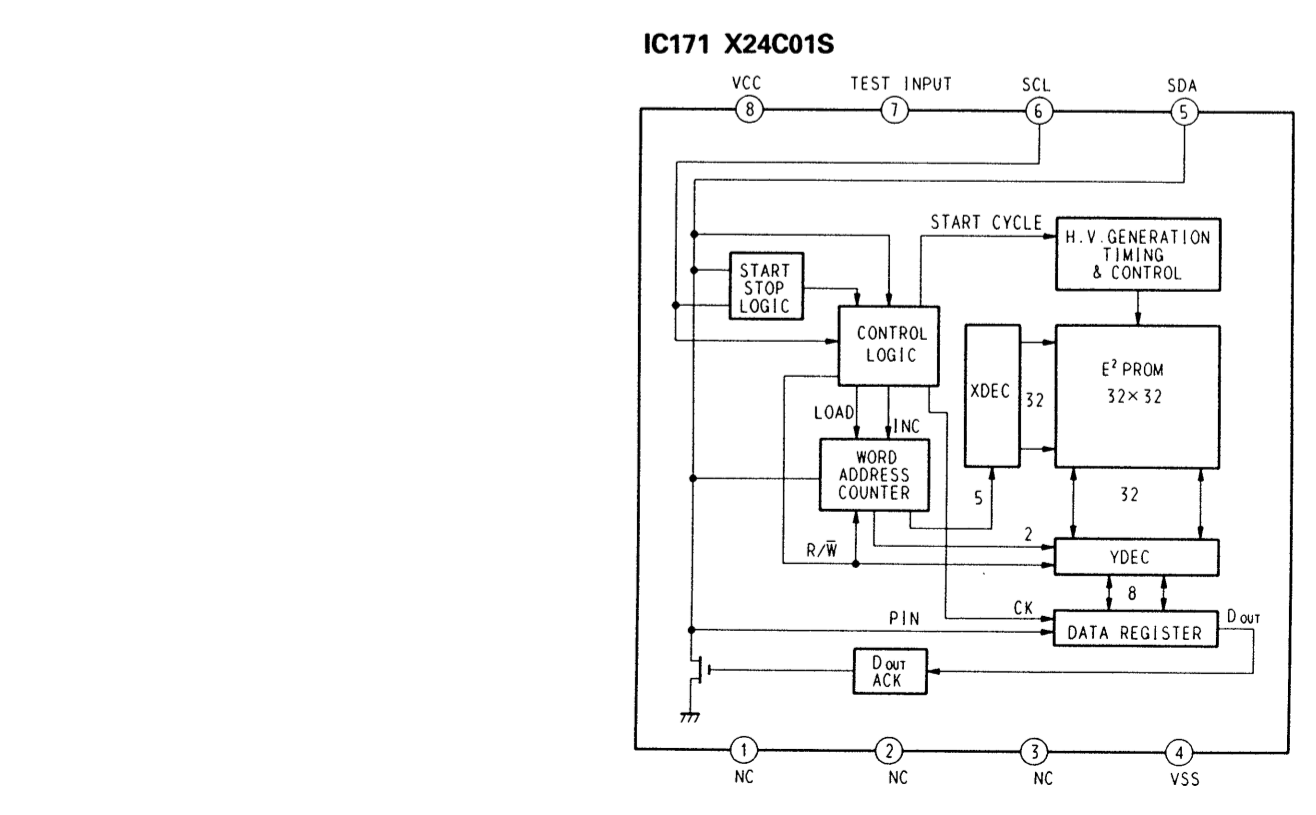 IC171 X24C01S
VCC
TEST INPUT
SCL
SDA
8
7
6
5
START CYCLE
H.V.GENERATION
TIMING
& CONTROL
START
STOP
LOGIC
CONTROL
LOGIC
XDEC
32
E² PROM
32×32
LOAD
INC
WORD
ADDRESS
COUNTER
5
32
2
R/W̅
YDEC
8
CK
PIN
DATA REGISTER
DOUT
DOUT
ACK
1
2
3
4
NC
NC
NC
VSS